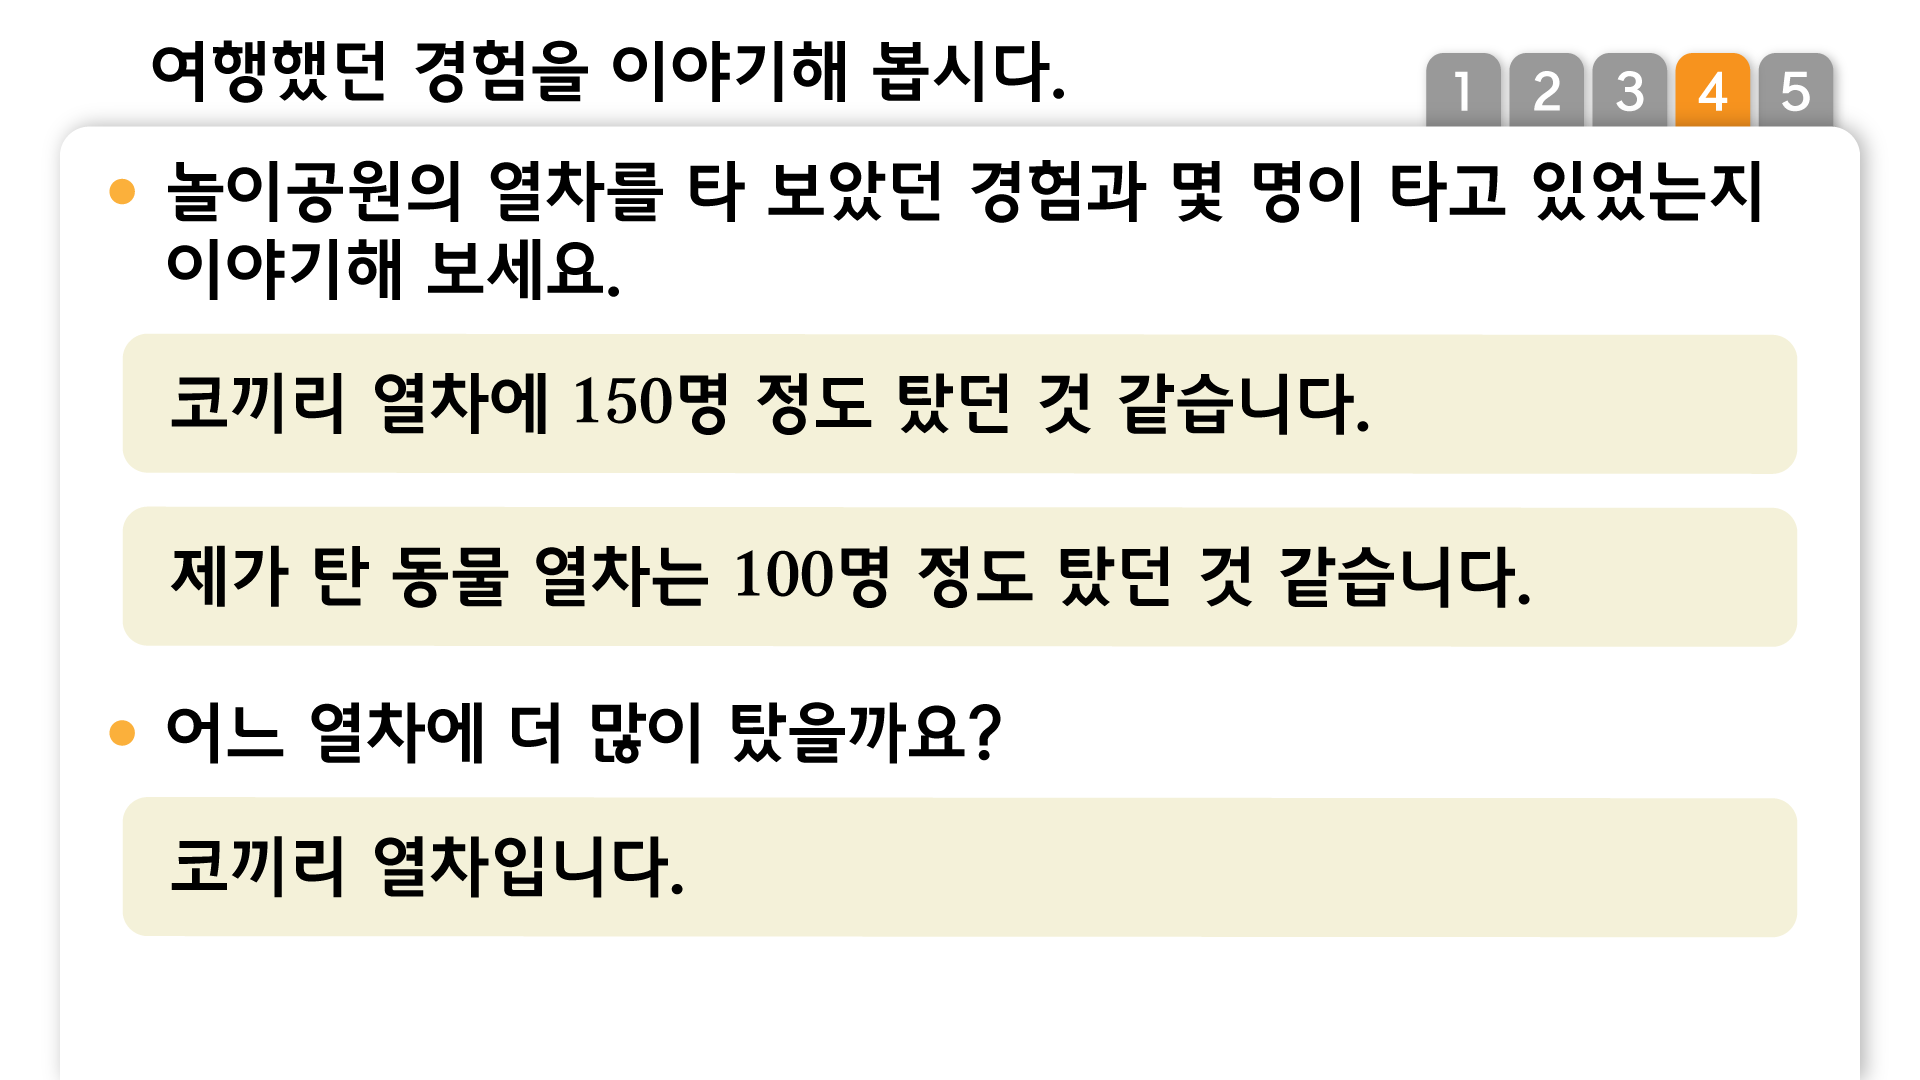 여행했던 경험을 이야기해 봅시다.
1 2 3 4 5
놀이공원의 열차를 타 보았던 경험과 몇 명이 타고 있었는지
이야기해 보세요.
코끼리 열차에 150명 정도 탔던 것 같습니다.
제가 탄 동물 열차는 100명 정도 탔던 것 같습니다.
어느 열차에 더 많이 탔을까요?
코끼리 열차입니다.